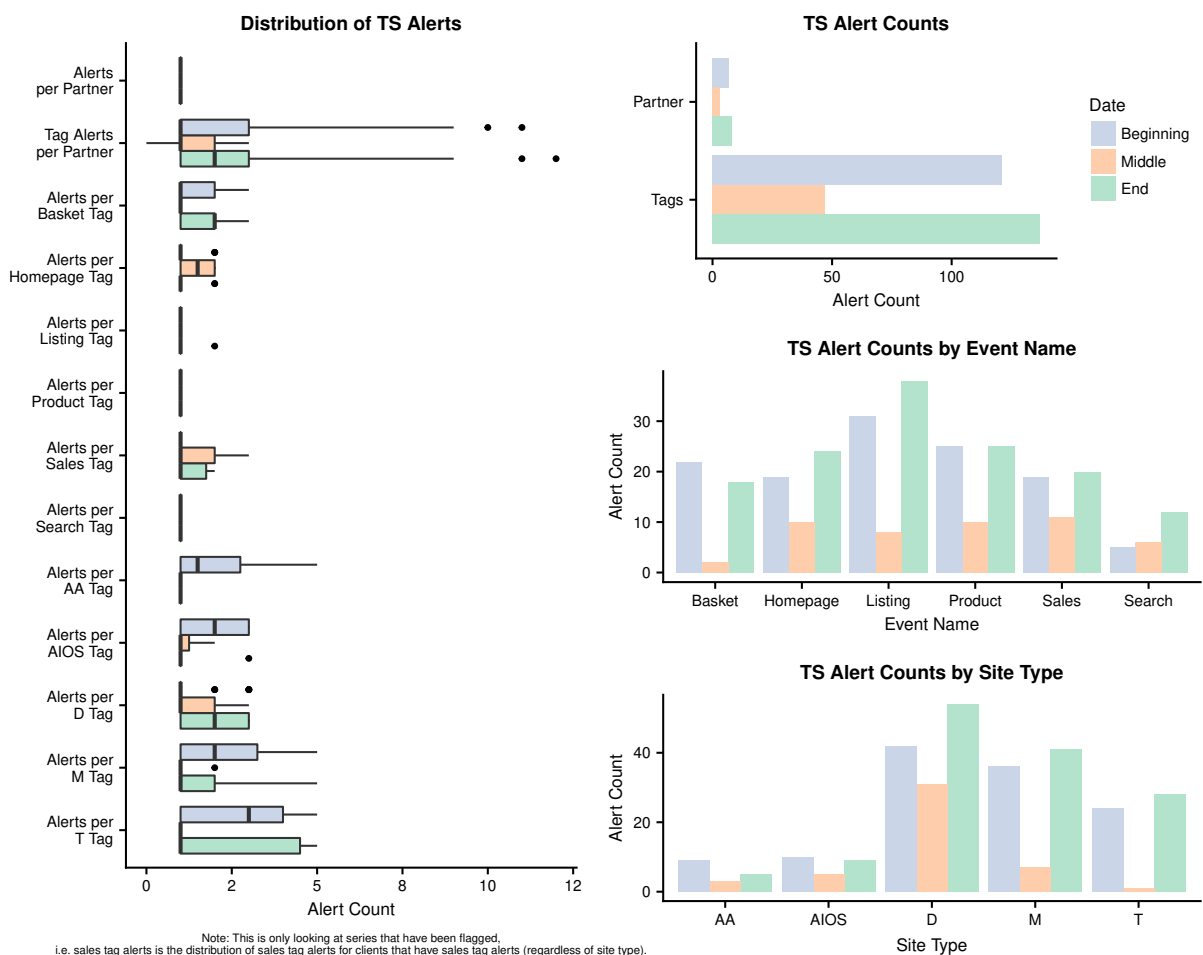 Distribution of TS Alerts
Alerts
per Partner
Tag Alerts
per Partner
Alerts per
Basket Tag
Alerts per
Homepage Tag
Alerts per
Listing Tag
Alerts per
Product Tag
Alerts per
Sales Tag
Alerts per
Search Tag
Alerts per
AA Tag
Alerts per
AIOS Tag
Alerts per
D Tag
Alerts per
M Tag
Alerts per
T Tag
0 2 5 8 10 12
Alert Count
Note: This is only looking at series that have been flagged,
i.e. sales tag alerts is the distribution of sales tag alerts for clients that have sales tag alerts (regardless of site type).
TS Alert Counts
Partner
Tags
0 50 100
Alert Count
Date
Beginning
Middle
End
TS Alert Counts by Event Name
Alert Count
30
20
10
0
Basket Homepage Listing Product Sales Search
Event Name
TS Alert Counts by Site Type
Alert Count
40
20
0
AA AIOS D M T
Site Type